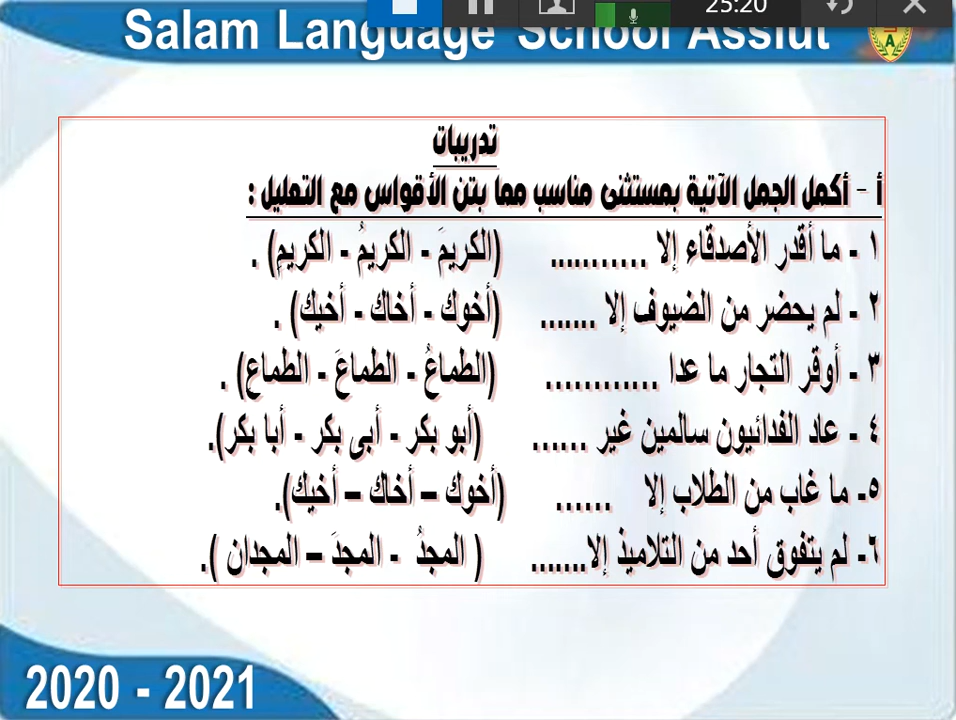 25:20
Salam Language School Assiut
A
تدريبات
أ - أكمل الجمل الآتية بمستثنى مناسب مما بتن الأقواس مع التعليل :
١ - ما أقدر الأصدقاء إلا ........... (الكريمَ - الكريمُ - الكريمِ) .
٢ - لم يحضر من الضيوف إلا ....... (أخوك - أخاك - أخيك) .
٣ - أوقر التجار ما عدا ............ (الطماعُ - الطماعَ - الطماعِ) .
٤ - عاد الفدائيون سالمين غير ...... (أبو بكر - أبى بكر - أبا بكر).
٥- ما غاب من الطلاب إلا ...... (أخوك – أخاك – أخيك).
٦- لم يتفوق أحد من التلاميذ إلا....... ( المجدُ - المجدَ – المجدان ).
2020 - 2021